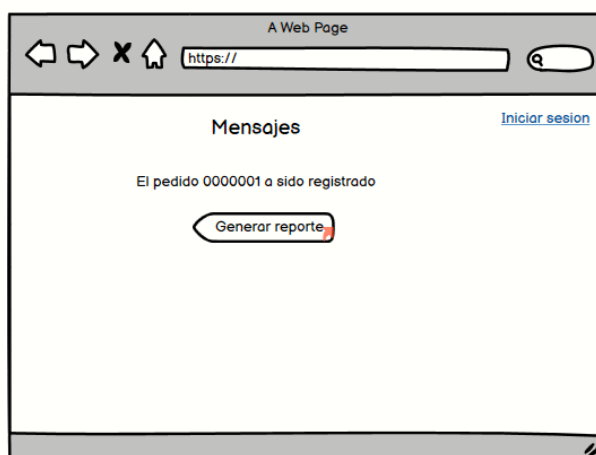 A Web Page
https://
Iniciar sesion
Mensajes
El pedido 0000001 a sido registrado
Generar reporte